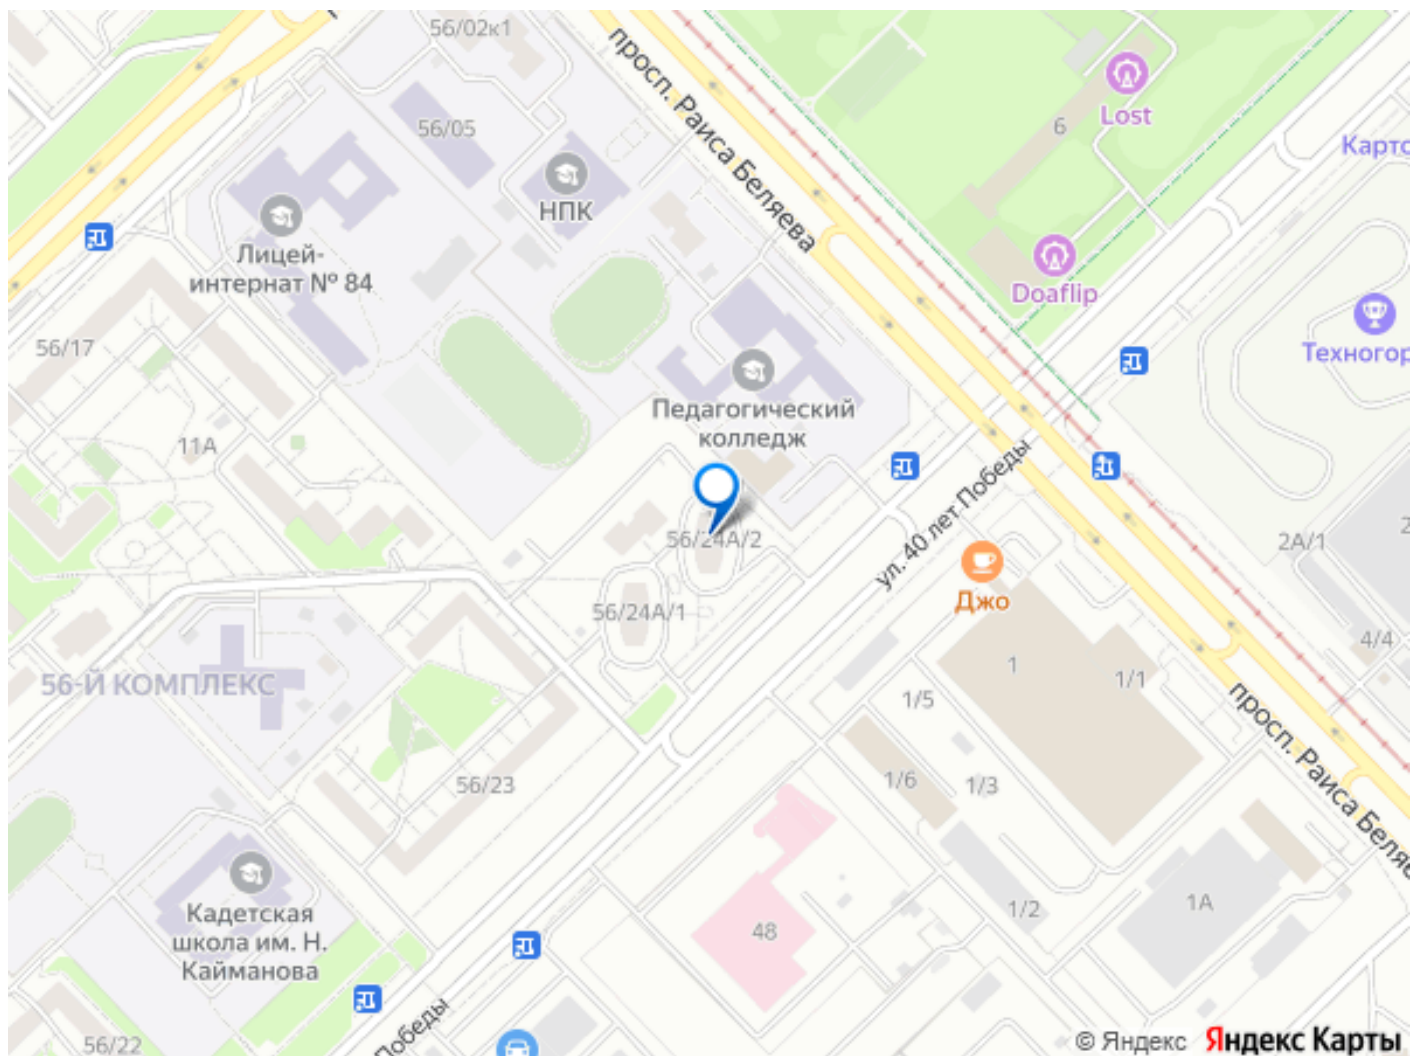 56/02к1
просп. Раиса Беляева
Lost
56/05
6
Карто
НПК
Лицей-
интернат № 84
Doaflip
56/17
Техногор
Педагогический
колледж
11А
ул. 40 лет Победы
56/24А/2
2А/1
2
Джо
56/24А/1
4/4
1
1/1
56-Й КОМПЛЕКС
1/5
просп. Раиса Беляе
56/23
1/6
1/3
Кадетская
школа им. Н.
Кайманова
1/2
1А
48
Победы
56/22
© Яндекс Яндекс Карты